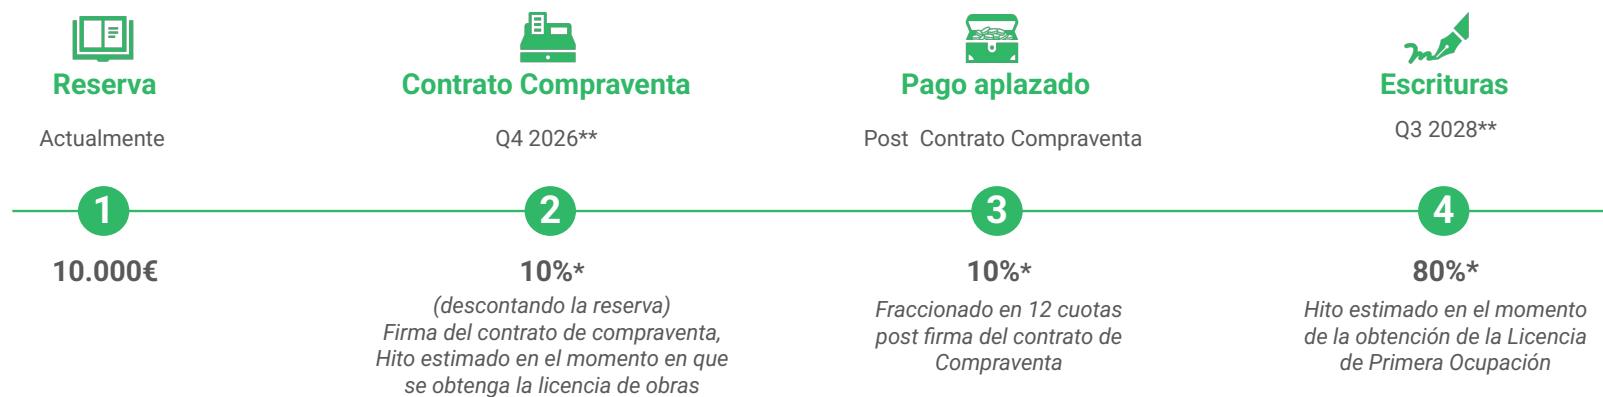 Reserva
Actualmente
1
10.000€
Contrato Compraventa
Q4 2026**
2
10%*
(descontando la reserva)
Firma del contrato de compraventa,
Hito estimado en el momento en que
se obtenga la licencia de obras
Pago aplazado
Post Contrato Compraventa
3
10%*
Fraccionado en 12 cuotas
post firma del contrato de
Compraventa
Escrituras
Q3 2028**
4
80%*
Hito estimado en el momento
de la obtención de la Licencia
de Primera Ocupación